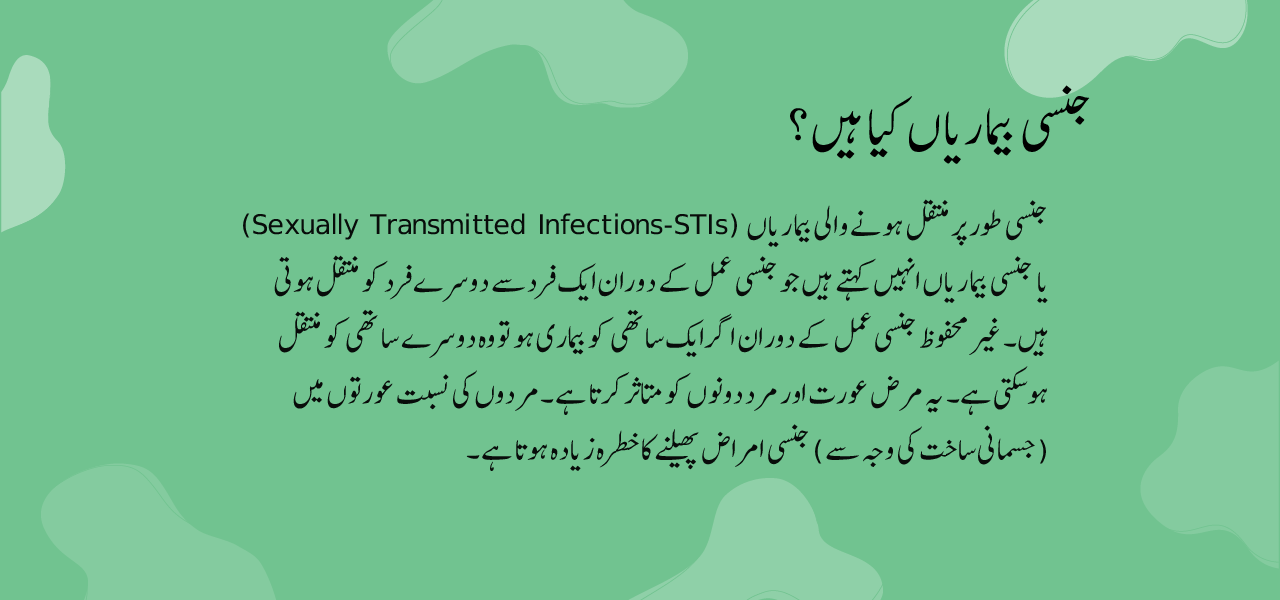 جنسی بیماریاں کیا ہیں؟
جنسی طور پر منتقل ہونے والی بیماریاں (Sexually Transmitted Infections-STIs)
یا جنسی بیماریاں انہیں کہتے ہیں جو جنسی عمل کے دوران ایک فرد سے دوسرے فرد کو منتقل ہوتی
ہیں۔ غیر محفوظ جنسی عمل کے دوران اگر ایک ساتھی کو بیماری ہو تو وہ دوسرے ساتھی کو منتقل
ہوسکتی ہے۔ یہ مرض عورت اور مرد دونوں کو متاثر کرتا ہے۔ مردوں کی نسبت عورتوں میں
(جسمانی ساخت کی وجہ سے) جنسی امراض پھیلنے کا خطرہ زیادہ ہوتا ہے۔